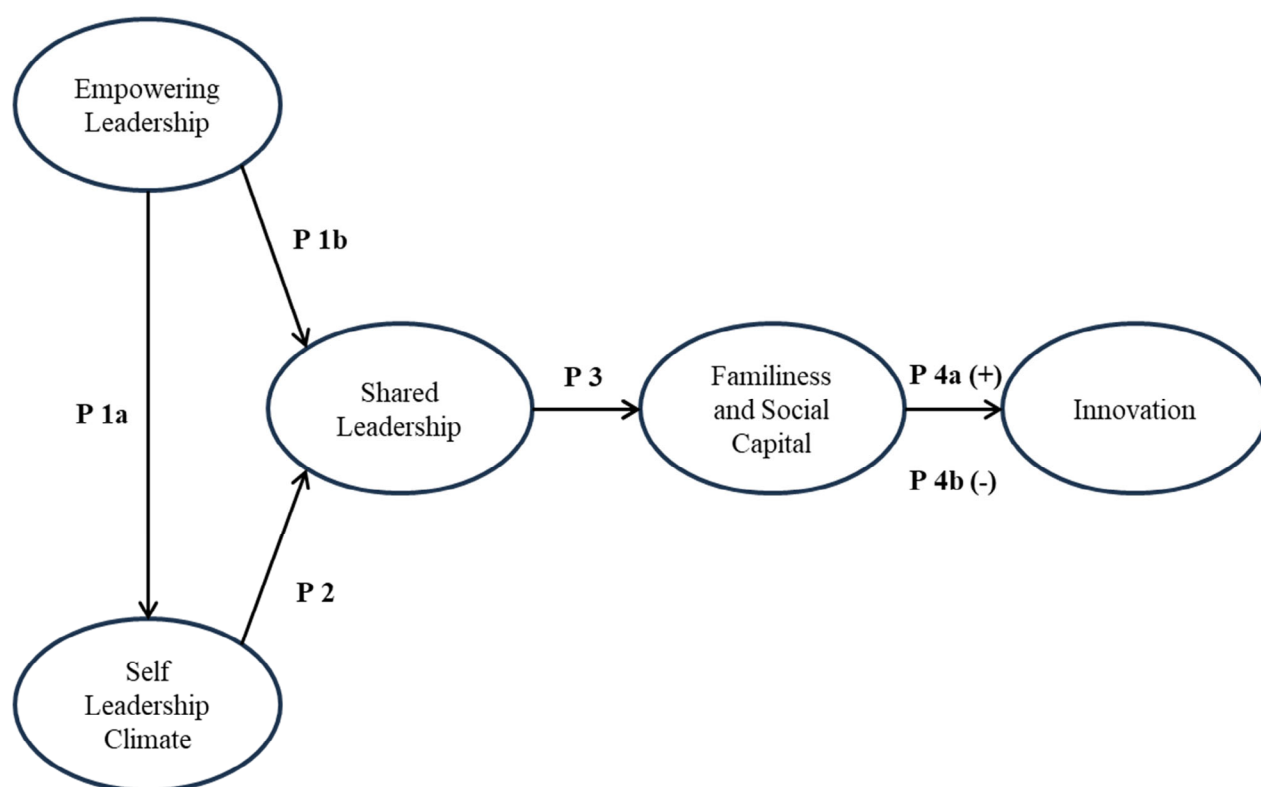 Empowering
Leadership
P 1b
P 1a
Shared
Leadership
P 3
Familiness
and Social
Capital
P 4a (+)
P 4b (-)
Innovation
P 2
Self
Leadership
Climate